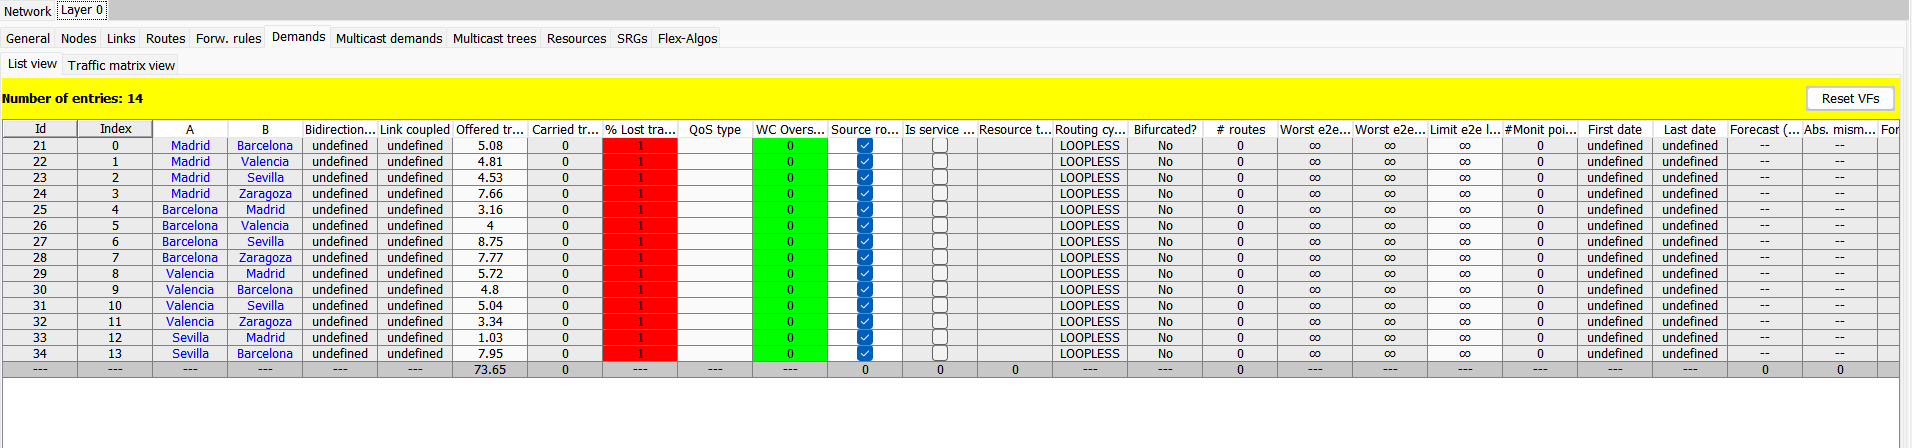 Network Layer 0
General Nodes Links Routes Forw. rules Demands Multicast demands Multicast trees Resources SRGs Flex-Algos
List view Traffic matrix view
Number of entries: 14 Reset VFs
Id Index A B Bidirection... Link coupled Offered tr... Carried tr... % Lost tra... QoS type WC Overs... Source ro... Is service ... Resource t... Routing cy... Bifurcated? # routes Worst e2e... Worst e2e... Limit e2e l... #Monit poi... First date Last date Forecast (... Abs. mism... For
21 0 Madrid Barcelona undefined undefined 5.08 0 1 0 LOOPLESS No 0 ∞ ∞ ∞ 0 undefined undefined -- --
22 1 Madrid Valencia undefined undefined 4.81 0 1 0 LOOPLESS No 0 ∞ ∞ ∞ 0 undefined undefined -- --
23 2 Madrid Sevilla undefined undefined 4.53 0 1 0 LOOPLESS No 0 ∞ ∞ ∞ 0 undefined undefined -- --
24 3 Madrid Zaragoza undefined undefined 7.66 0 1 0 LOOPLESS No 0 ∞ ∞ ∞ 0 undefined undefined -- --
25 4 Barcelona Madrid undefined undefined 3.16 0 1 0 LOOPLESS No 0 ∞ ∞ ∞ 0 undefined undefined -- --
26 5 Barcelona Valencia undefined undefined 4 0 1 0 LOOPLESS No 0 ∞ ∞ ∞ 0 undefined undefined -- --
27 6 Barcelona Sevilla undefined undefined 8.75 0 1 0 LOOPLESS No 0 ∞ ∞ ∞ 0 undefined undefined -- --
28 7 Barcelona Zaragoza undefined undefined 7.77 0 1 0 LOOPLESS No 0 ∞ ∞ ∞ 0 undefined undefined -- --
29 8 Valencia Madrid undefined undefined 5.72 0 1 0 LOOPLESS No 0 ∞ ∞ ∞ 0 undefined undefined -- --
30 9 Valencia Barcelona undefined undefined 4.8 0 1 0 LOOPLESS No 0 ∞ ∞ ∞ 0 undefined undefined -- --
31 10 Valencia Sevilla undefined undefined 5.04 0 1 0 LOOPLESS No 0 ∞ ∞ ∞ 0 undefined undefined -- --
32 11 Valencia Zaragoza undefined undefined 3.34 0 1 0 LOOPLESS No 0 ∞ ∞ ∞ 0 undefined undefined -- --
33 12 Sevilla Madrid undefined undefined 1.03 0 1 0 LOOPLESS No 0 ∞ ∞ ∞ 0 undefined undefined -- --
34 13 Sevilla Barcelona undefined undefined 7.95 0 1 0 LOOPLESS No 0 ∞ ∞ ∞ 0 undefined undefined -- --
--- --- --- --- --- --- 73.65 0 --- --- --- 0 0 0 --- --- 0 --- --- --- --- --- --- 0 0